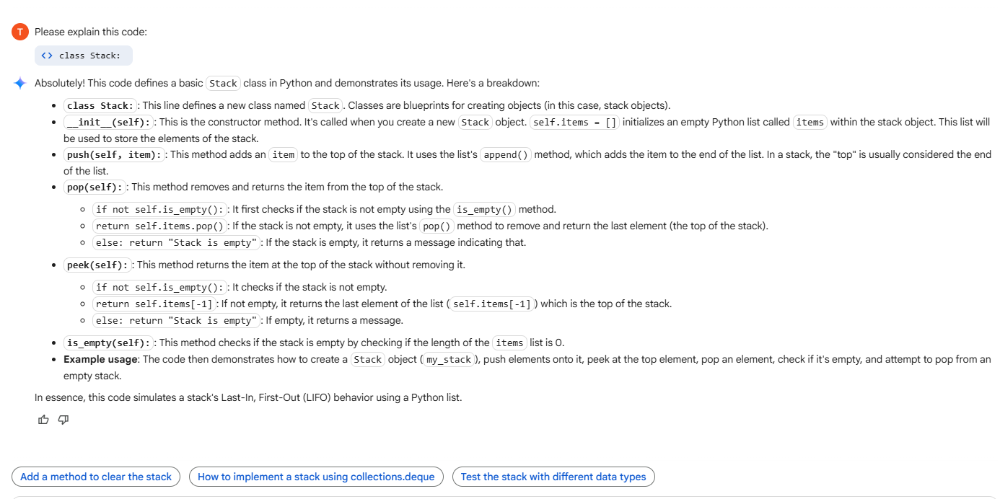 T Please explain this code:
<> class Stack:
Absolutely! This code defines a basic Stack class in Python and demonstrates its usage. Here's a breakdown:
• class Stack: : This line defines a new class named Stack. Classes are blueprints for creating objects (in this case, stack objects).
• __init__(self): : This is the constructor method. It's called when you create a new Stack object. self.items = [] initializes an empty Python list called items within the stack object. This list will
be used to store the elements of the stack.
• push(self, item): : This method adds an item to the top of the stack. It uses the list's append() method, which adds the item to the end of the list. In a stack, the "top" is usually considered the end
of the list.
• pop(self): : This method removes and returns the item from the top of the stack.
◦ if not self.is_empty(): : It first checks if the stack is not empty using the is_empty() method.
◦ return self.items.pop() : If the stack is not empty, it uses the list's pop() method to remove and return the last element (the top of the stack).
◦ else: return "Stack is empty" : If the stack is empty, it returns a message indicating that.
• peek(self): : This method returns the item at the top of the stack without removing it.
◦ if not self.is_empty(): : It checks if the stack is not empty.
◦ return self.items[-1] : If not empty, it returns the last element of the list (self.items[-1]) which is the top of the stack.
◦ else: return "Stack is empty" : If empty, it returns a message.
• is_empty(self): : This method checks if the stack is empty by checking if the length of the items list is 0.
• Example usage: The code then demonstrates how to create a Stack object (my_stack), push elements onto it, peek at the top element, pop an element, check if it's empty, and attempt to pop from an
empty stack.
In essence, this code simulates a stack's Last-In, First-Out (LIFO) behavior using a Python list.
Add a method to clear the stack How to implement a stack using collections.deque Test the stack with different data types